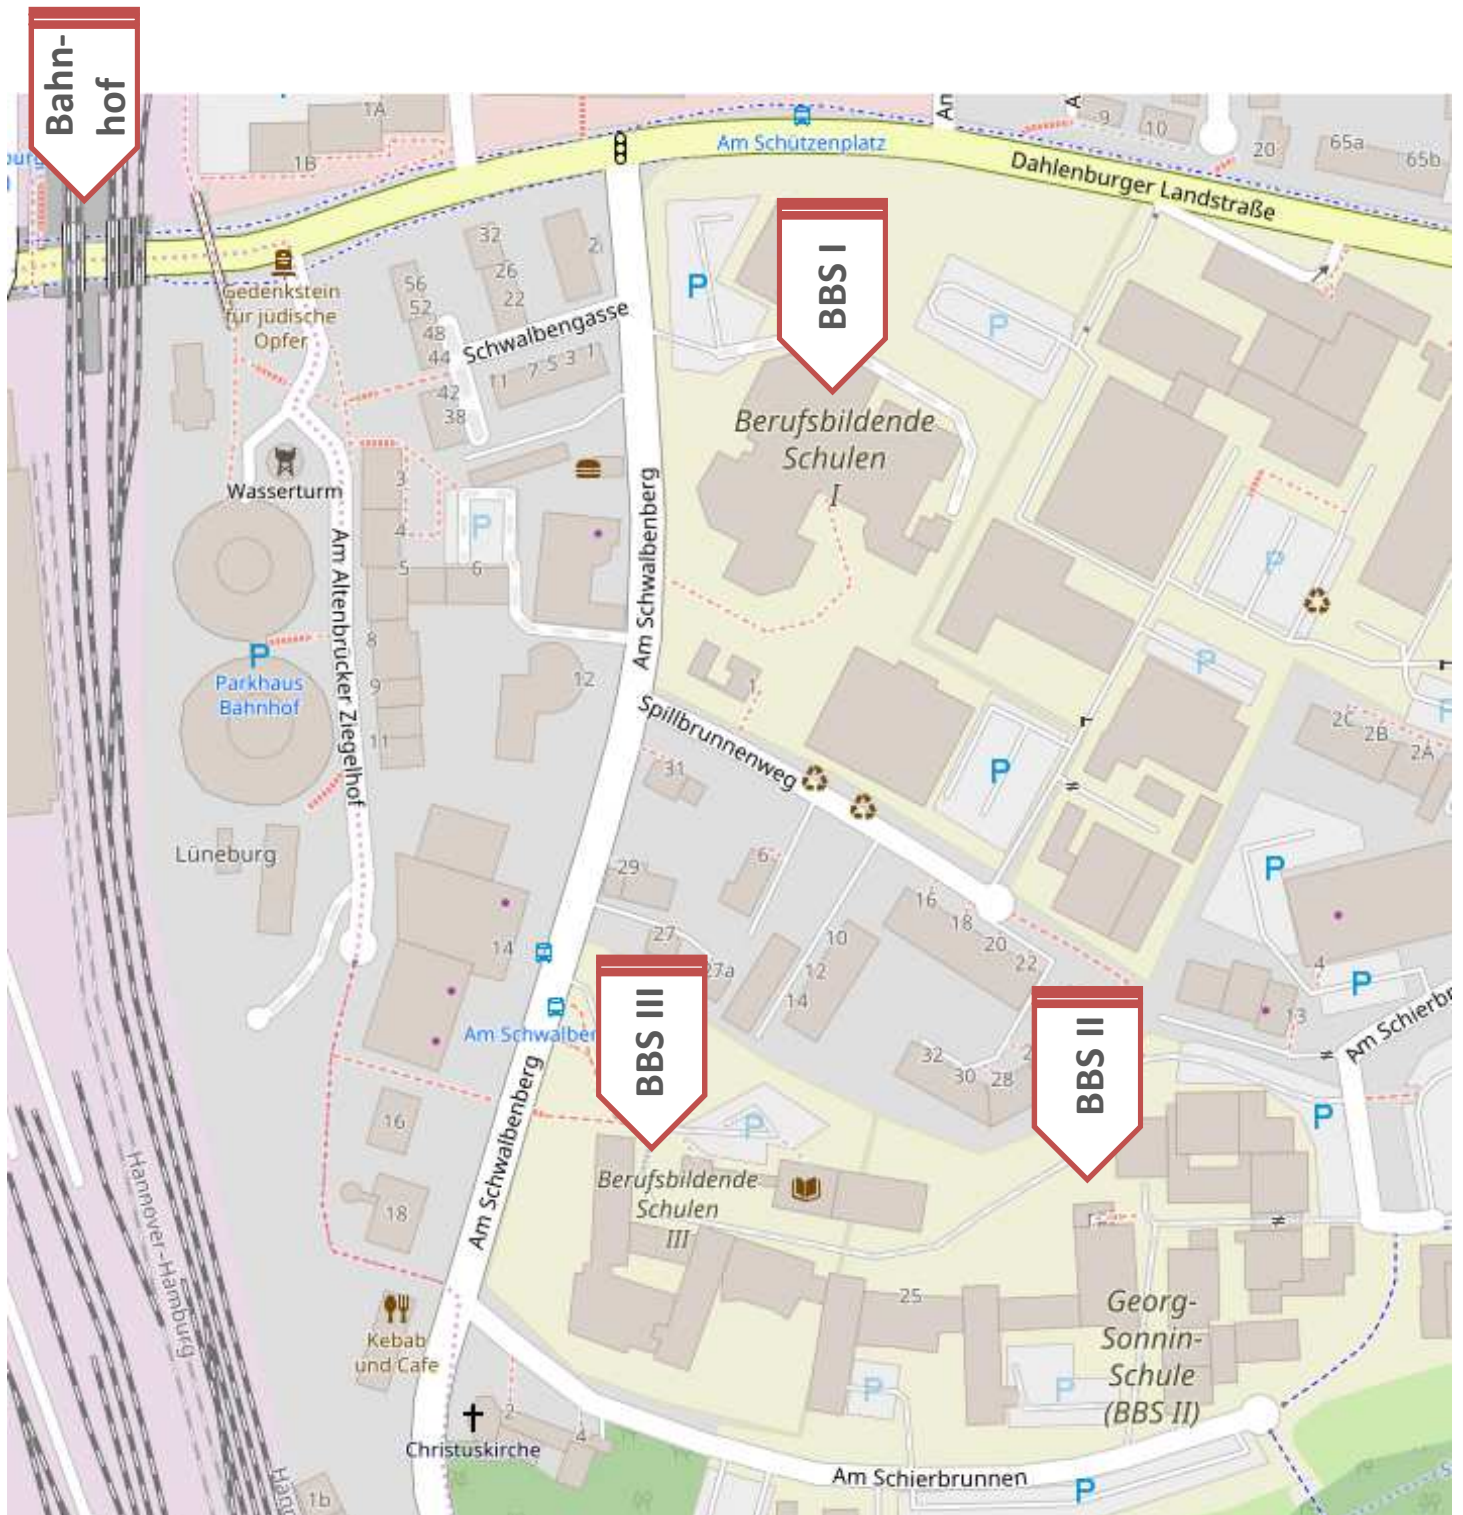 Bahn-
hof
1A
1B
Am Schützenplatz
An
A
9
10
20
65a
65b
Dahlenburger Landstraße
BBS I
P
P
32
26
22
56
52
48
44
42
38
Gedenkstein
für jüdische
Opfer
Schwalbengasse
11
7
5
3
1
Berufsbildende
Schulen
I
Wasserturm
3
4
5
6
P
P
Am Altenbrücker Ziegelhof
Am Schwalbenberg
8
9
11
12
P
Parkhaus
Bahnhof
1
Spillbrunnenweg
31
P
P
P
2C
2B
2A
Lüneburg
29
6
27
27a
14
10
12
14
16
18
20
22
P
4
P
13
Am Schierbr
Am Schwalber
BBS III
BBS II
32
30
28
P
P
Am Schwalbenberg
16
18
Berufsbildende
Schulen
III
Hannover-Hamburg
25
Georg-
Sonnin-
Schule
(BBS II)
Kebab
und Cafe
P
P
2
4
Christuskirche
Am Schierbrunnen
P
1b